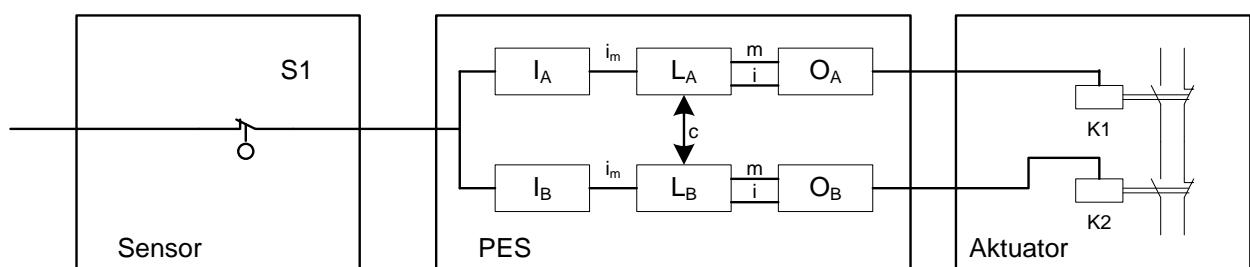 S1
I_A
i_m
L_A
m
i
O_A
K1
c
I_B
i_m
L_B
m
i
O_B
K2
Sensor
PES
Aktuator